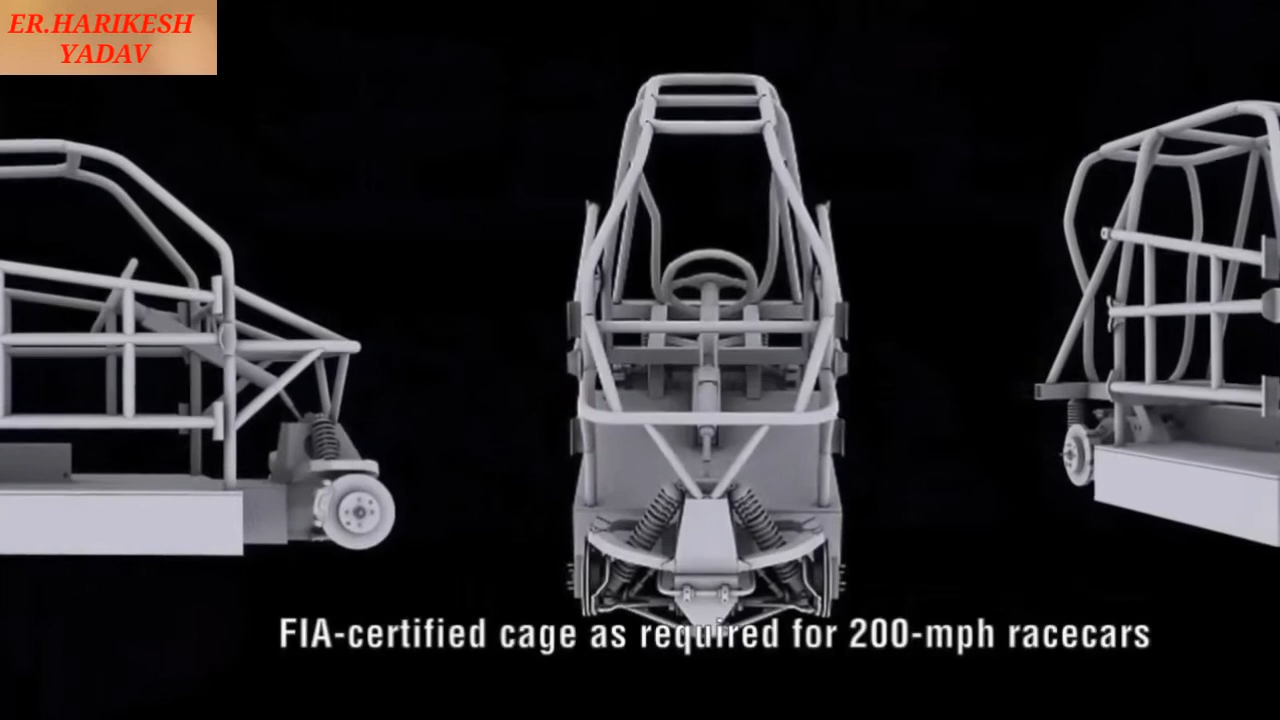 ER.HARIKESH
YADAV
FIA-certified cage as required for 200-mph racecars